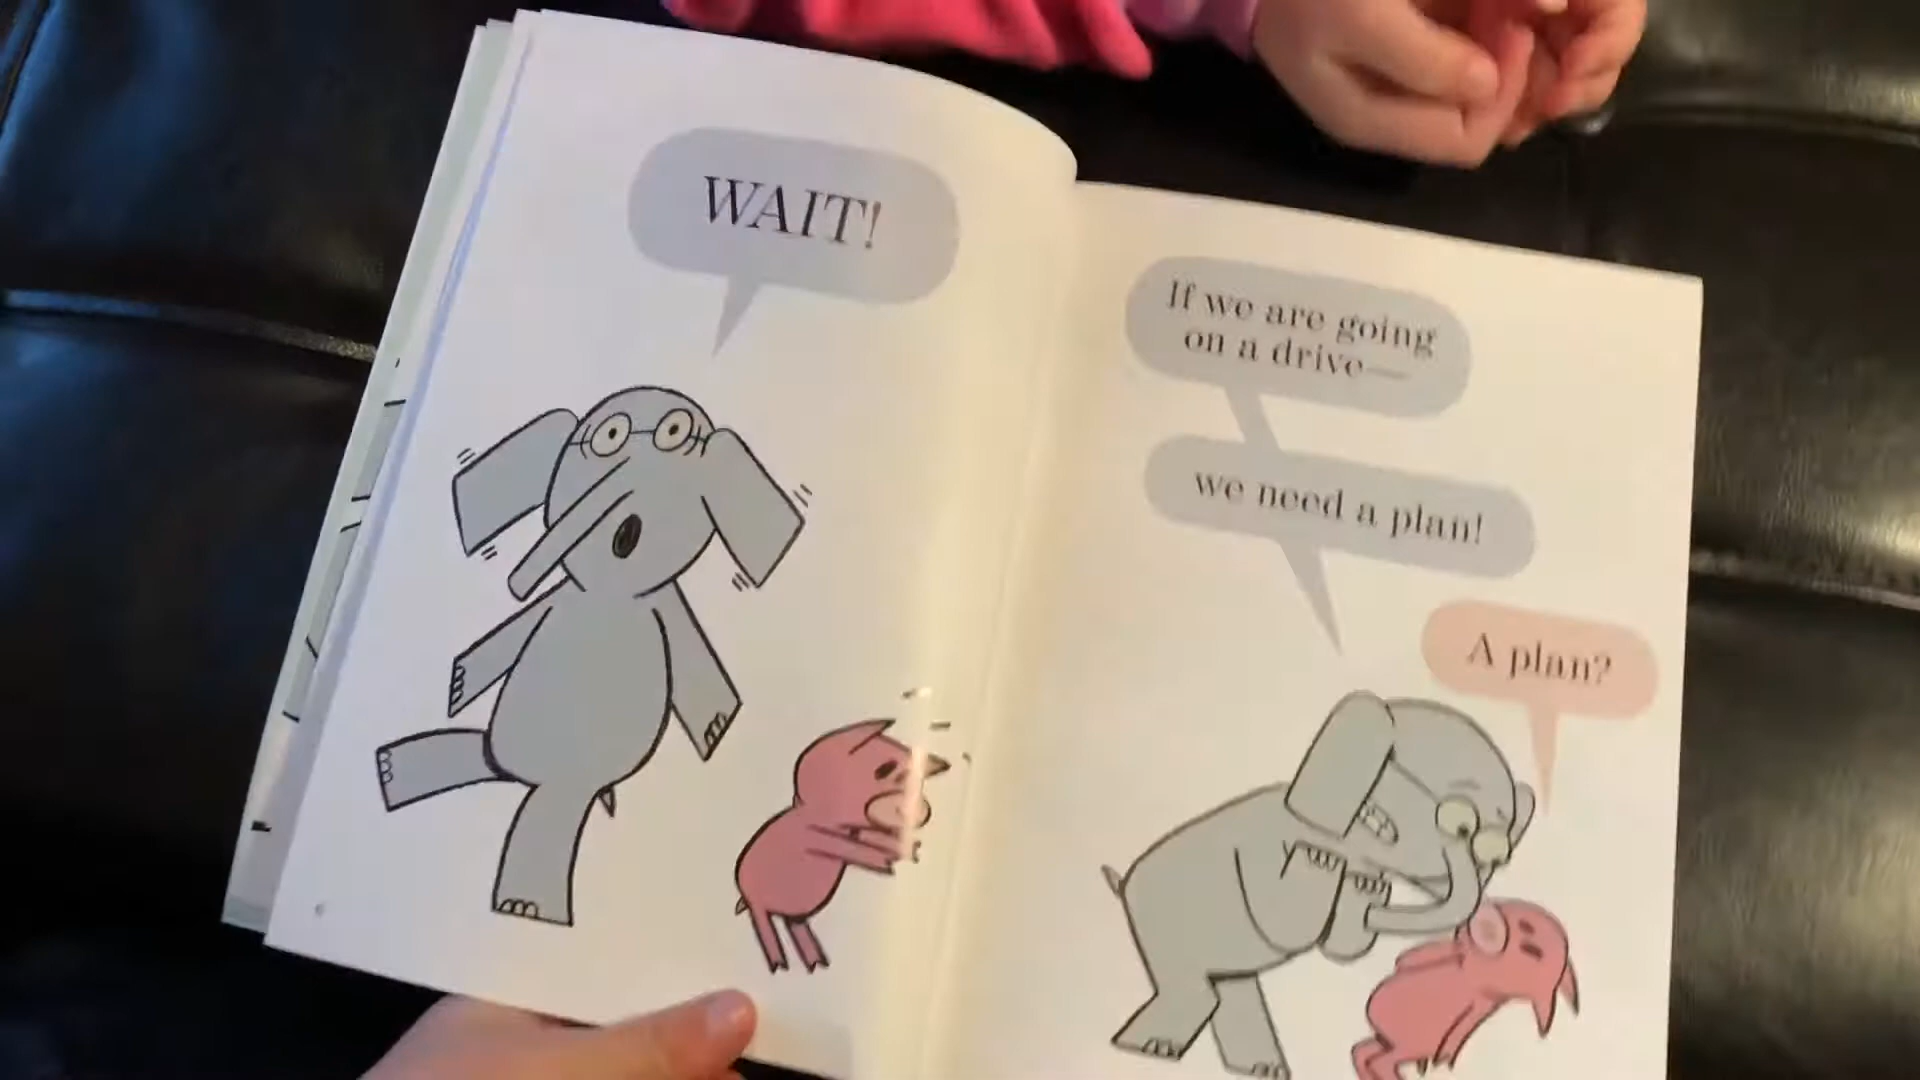 WAIT!
If we are going
on a drive—
we need a plan!
A plan?